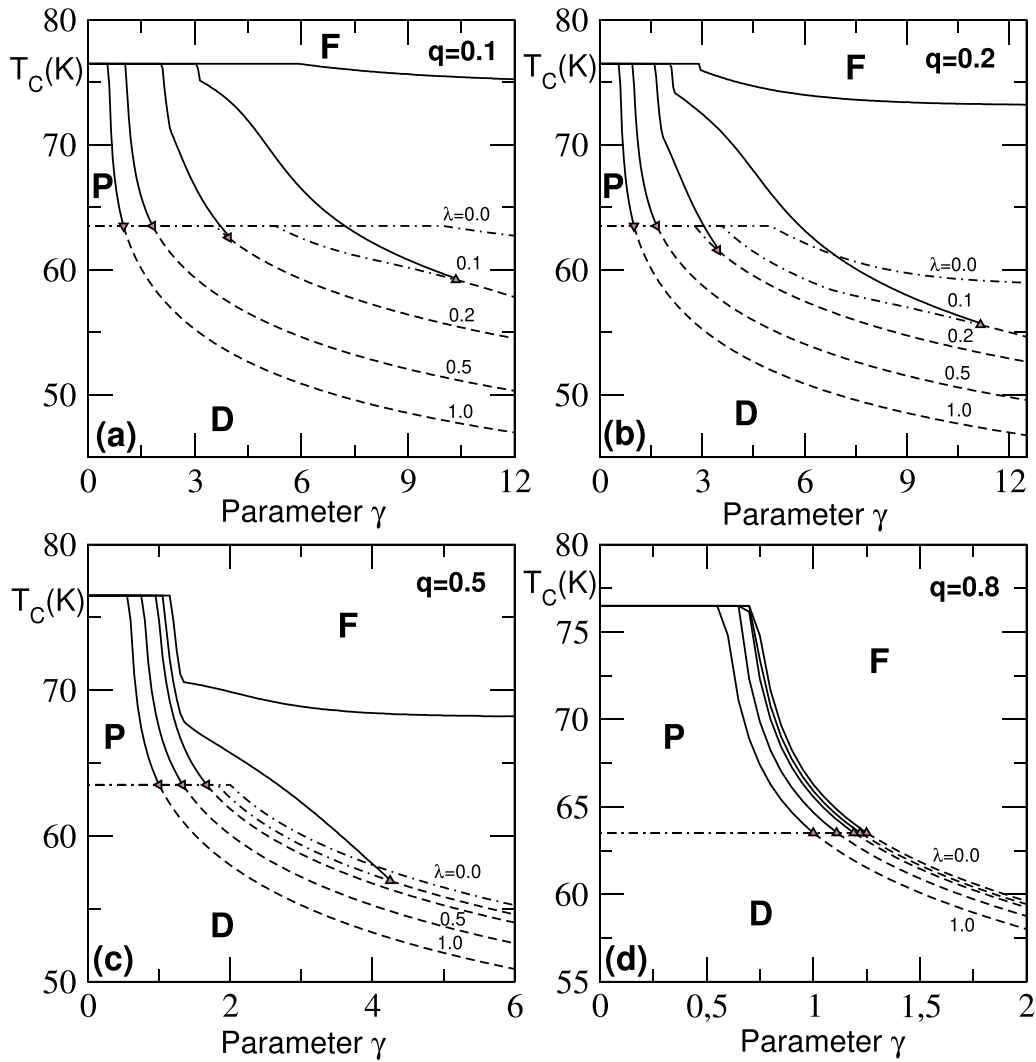 80
T_C(K)
70
60
50
F
q=0.1
P
λ=0.0
0.1
0.2
0.5
1.0
D
(a)
0 3 6 9 12
Parameter γ
80
T_C(K)
70
60
50
F
q=0.2
P
λ=0.0
0.1
0.2
0.5
1.0
D
(b)
0 3 6 9 12
Parameter γ
80
T_C(K)
70
60
50
q=0.5
F
P
λ=0.0
0.5
1.0
D
(c)
0 2 4 6
Parameter γ
80
T_C(K)
75
70
65
60
55
q=0.8
F
P
λ=0.0
1.0
D
(d)
0 0,5 1 1,5 2
Parameter γ